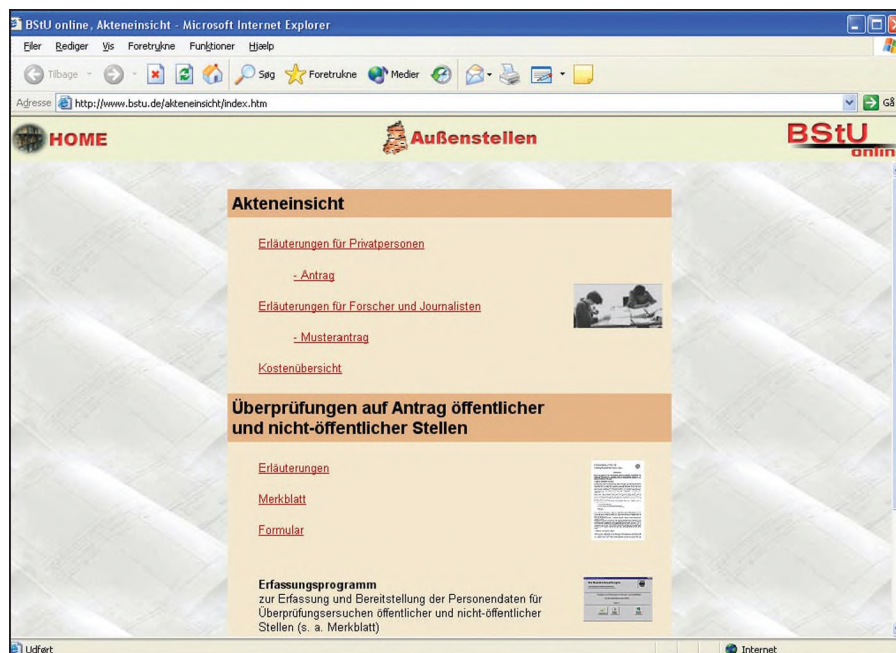 BStU online, Akteneinsicht - Microsoft Internet Explorer
Filer Rediger Vis Foretrukne Funktioner Hjælp
Tilbage Søg Foretrukne Medier
Adresse http://www.bstu.de/akteneinsicht/index.htm Gå
HOME Außenstellen BStU
online
Akteneinsicht
Erläuterungen für Privatpersonen
- Antrag
Erläuterungen für Forscher und Journalisten
- Musterantrag
Kostenübersicht
Überprüfungen auf Antrag öffentlicher
und nicht-öffentlicher Stellen
Erläuterungen
Merkblatt
Formular
Erfassungsprogramm
zur Erfassung und Bereitstellung der Personendaten für
Überprüfungsersuchen öffentlicher und nicht-öffentlicher
Stellen (s. a. Merkblatt)
Udført Internet